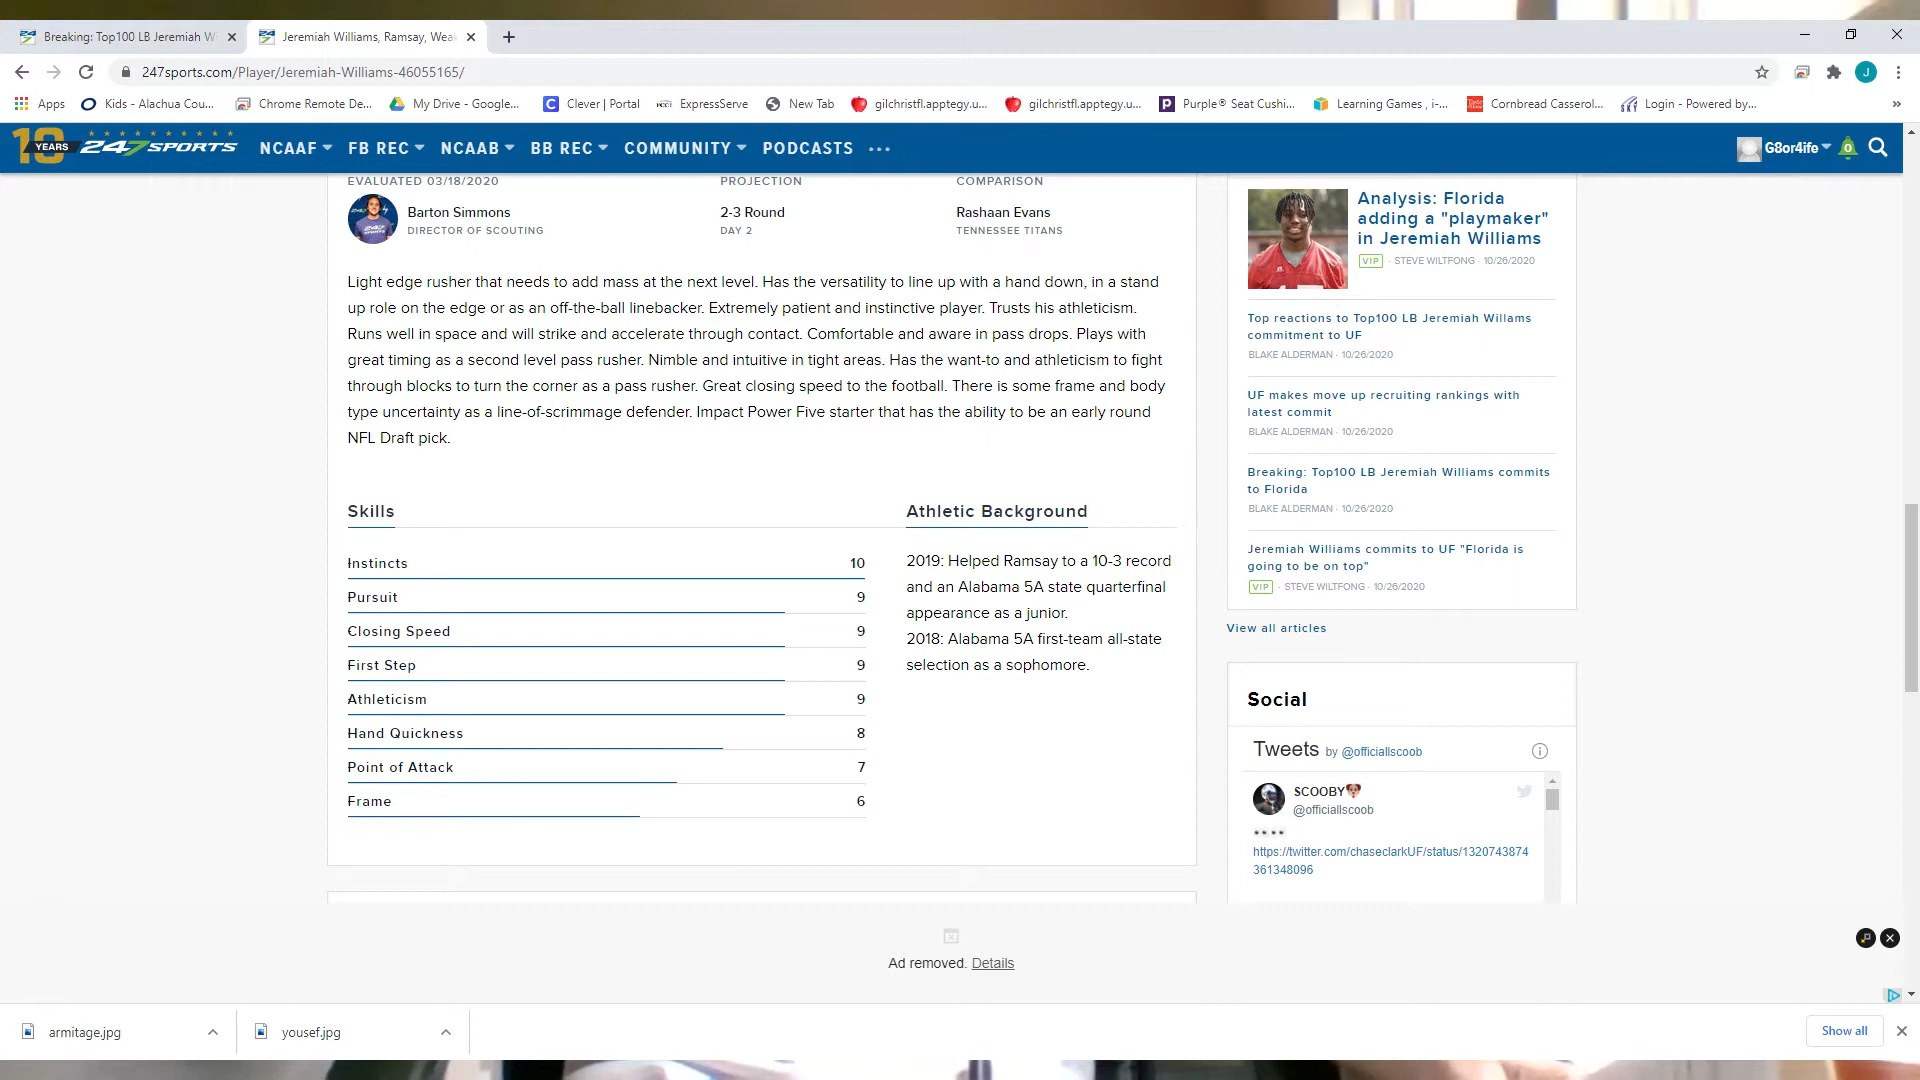 Breaking: Top100 LB Jeremiah W
Jeremiah Williams, Ramsay, Wea
247sports.com/Player/Jeremiah-Williams-46055165/
J
Apps
Kids - Alachua Cou...
Chrome Remote De...
My Drive - Google...
Clever | Portal
ExpressServe
New Tab
gilchristfl.apptegy.u...
gilchristfl.apptegy.u...
Purple® Seat Cushi...
Learning Games , i-...
Cornbread Casserol...
Login - Powered by...
»
10 YEARS 247SPORTS
NCAAF
FB REC
NCAAB
BB REC
COMMUNITY
PODCASTS
G8or4ife
0
EVALUATED 03/18/2020
PROJECTION
COMPARISON
Barton Simmons
DIRECTOR OF SCOUTING
2-3 Round
DAY 2
Rashaan Evans
TENNESSEE TITANS
Light edge rusher that needs to add mass at the next level. Has the versatility to line up with a hand down, in a stand
up role on the edge or as an off-the-ball linebacker. Extremely patient and instinctive player. Trusts his athleticism.
Runs well in space and will strike and accelerate through contact. Comfortable and aware in pass drops. Plays with
great timing as a second level pass rusher. Nimble and intuitive in tight areas. Has the want-to and athleticism to fight
through blocks to turn the corner as a pass rusher. Great closing speed to the football. There is some frame and body
type uncertainty as a line-of-scrimmage defender. Impact Power Five starter that has the ability to be an early round
NFL Draft pick.
Skills
Instincts 10
Pursuit 9
Closing Speed 9
First Step 9
Athleticism 9
Hand Quickness 8
Point of Attack 7
Frame 6
Athletic Background
2019: Helped Ramsay to a 10-3 record
and an Alabama 5A state quarterfinal
appearance as a junior.
2018: Alabama 5A first-team all-state
selection as a sophomore.
Analysis: Florida
adding a "playmaker"
in Jeremiah Williams
VIP · STEVE WILTFONG · 10/26/2020
Top reactions to Top100 LB Jeremiah Willams
commitment to UF
BLAKE ALDERMAN · 10/26/2020
UF makes move up recruiting rankings with
latest commit
BLAKE ALDERMAN · 10/26/2020
Breaking: Top100 LB Jeremiah Williams commits
to Florida
BLAKE ALDERMAN · 10/26/2020
Jeremiah Williams commits to UF "Florida is
going to be on top"
VIP · STEVE WILTFONG · 10/26/2020
View all articles
Social
Tweets by @officiallscoob
SCOOBY
@officiallscoob
https://twitter.com/chaseclarkUF/status/1320743874
361348096
Ad removed. Details
armitage.jpg
yousef.jpg
Show all